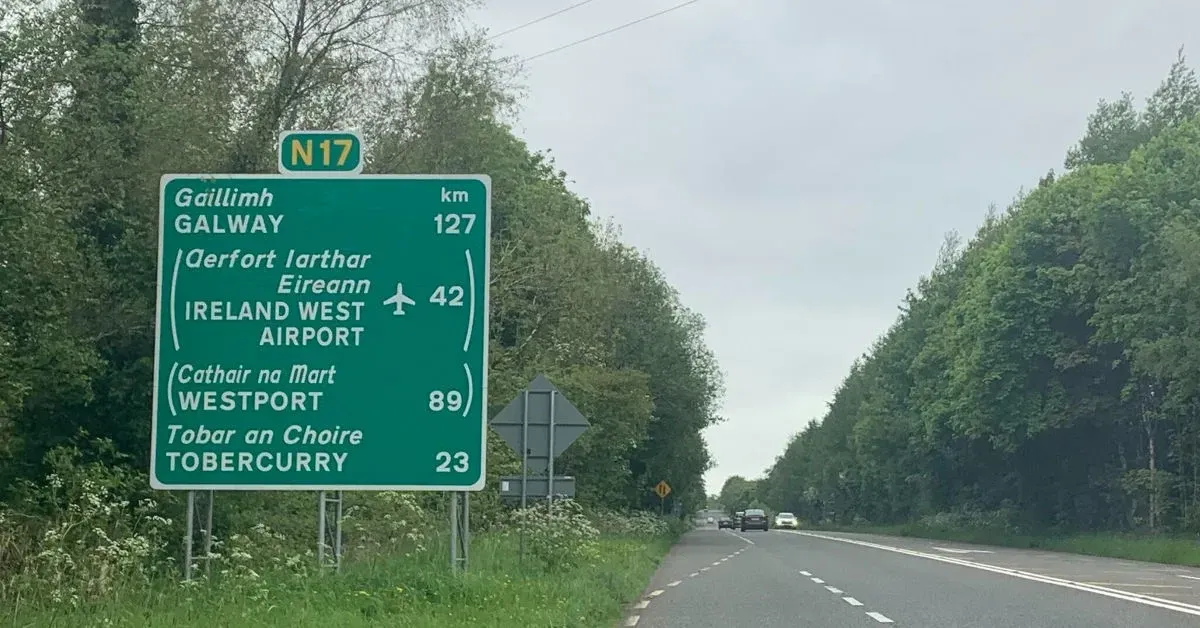 N17
Gaillimh km
GALWAY 127
(Aerfort Iarthar
Eireann
IRELAND WEST 42
AIRPORT)
(Cathair na Mart
WESTPORT 89)
Tobar an Choire
TOBERCURRY 23